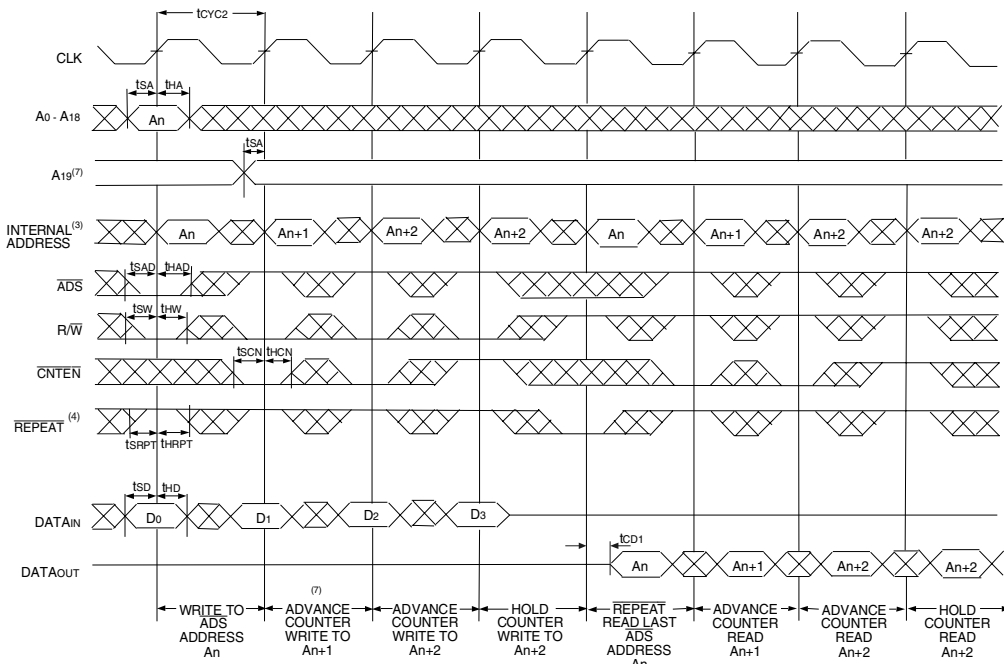 tCYC2
CLK
tSA tHA
A0 - A18
An
tSA
A19(7)
INTERNAL(3)
ADDRESS
An An+1 An+2 An+2 An An+1 An+2 An+2
tSAD tHAD
ADS
tSW tHW
R/W
tSCN tHCN
CNTEN
REPEAT (4)
tSRPT tHRPT
tSD tHD
DATAIN
D0 D1 D2 D3
tCD1
DATAOUT
An An+1 An+2 An+2
(7)
WRITE TO
ADS
ADDRESS
An
ADVANCE
COUNTER
WRITE TO
An+1
ADVANCE
COUNTER
WRITE TO
An+2
HOLD
COUNTER
WRITE TO
An+2
REPEAT
READ LAST
ADS
ADDRESS
An
ADVANCE
COUNTER
READ
An+1
ADVANCE
COUNTER
READ
An+2
HOLD
COUNTER
READ
An+2